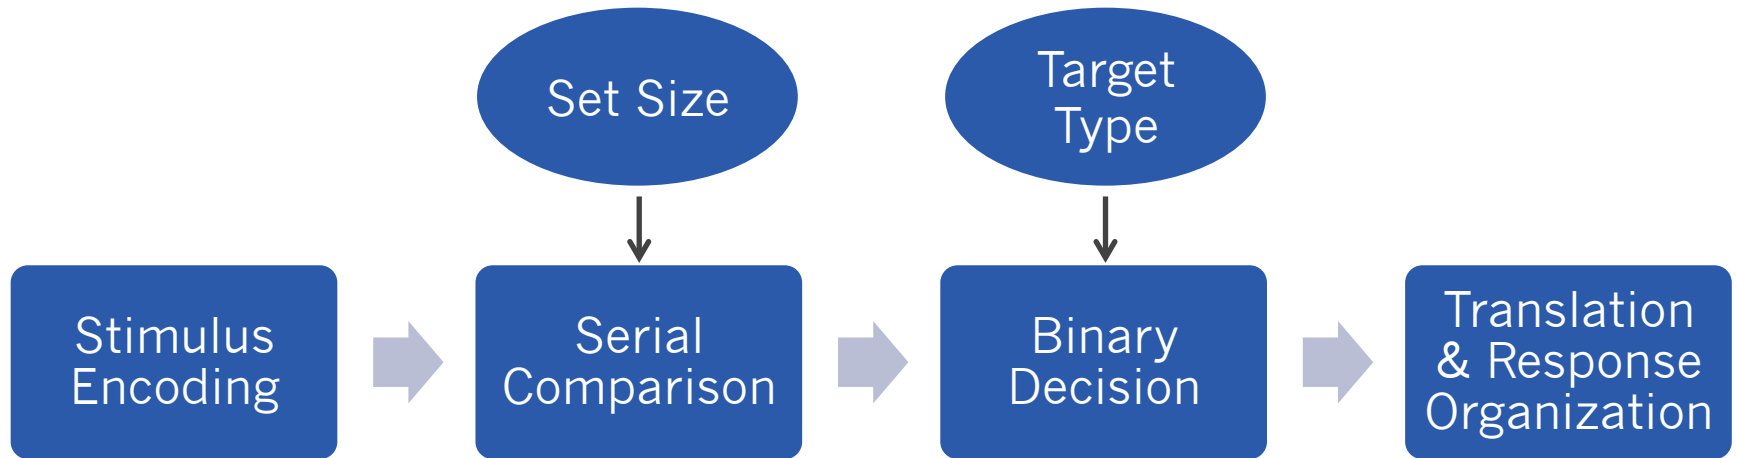 Set Size
Target
Type
Stimulus
Encoding
Serial
Comparison
Binary
Decision
Translation
& Response
Organization